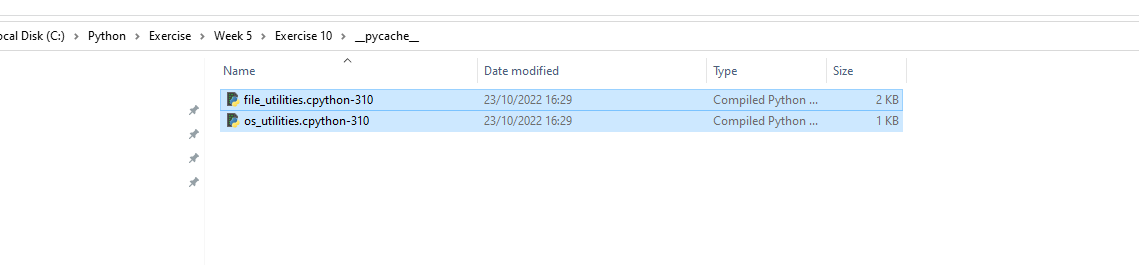 ocal Disk (C:) > Python > Exercise > Week 5 > Exercise 10 > __pycache__
Name Date modified Type Size
file_utilities.cpython-310 23/10/2022 16:29 Compiled Python ... 2 KB
os_utilities.cpython-310 23/10/2022 16:29 Compiled Python ... 1 KB